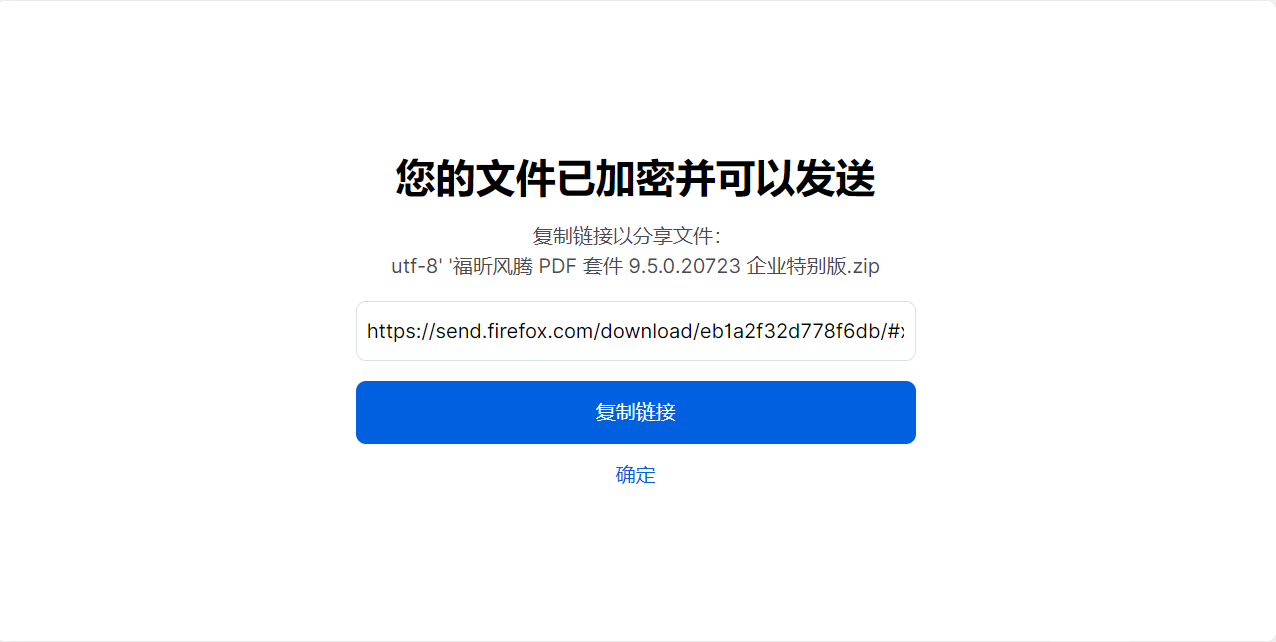 您的文件已加密并可以发送
复制链接以分享文件：
utf-8' '福昕风腾 PDF 套件 9.5.0.20723 企业特别版.zip
https://send.firefox.com/download/eb1a2f32d778f6db/#x
复制链接
确定